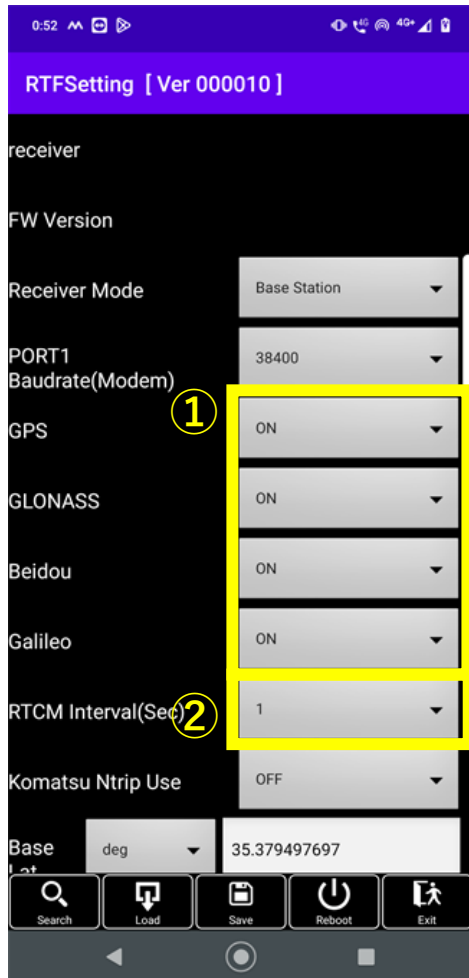 0:52 4G 4G+
RTFSetting [ Ver 000010 ]
receiver
FW Version
Receiver Mode Base Station
PORT1
Baudrate(Modem) 38400
①
GPS ON
GLONASS ON
Beidou ON
Galileo ON
RTCM Interval(Sec) ② 1
Komatsu Ntrip Use OFF
Base deg 35.379497697
Search Load Save Reboot Exit